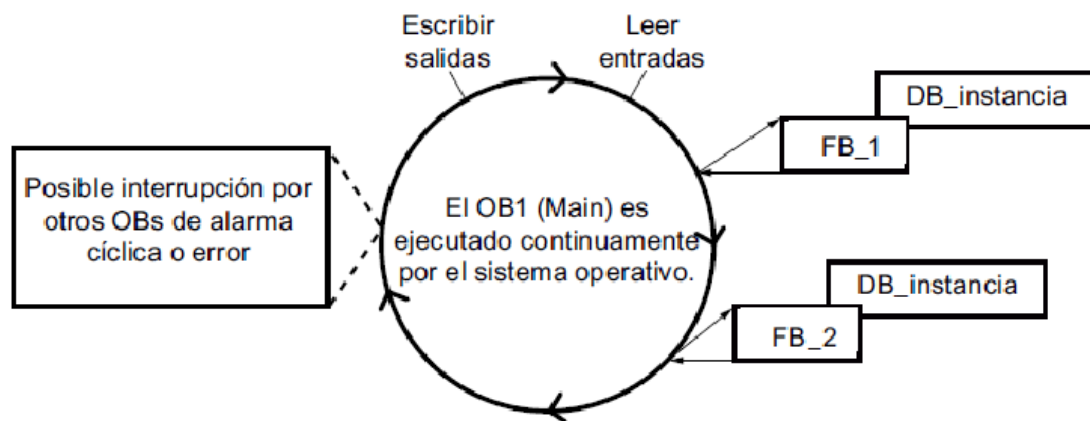 Escribir
salidas
Leer
entradas
DB_instancia
FB_1
Posible interrupción por
otros OBs de alarma
cíclica o error
El OB1 (Main) es
ejecutado continuamente
por el sistema operativo.
DB_instancia
FB_2